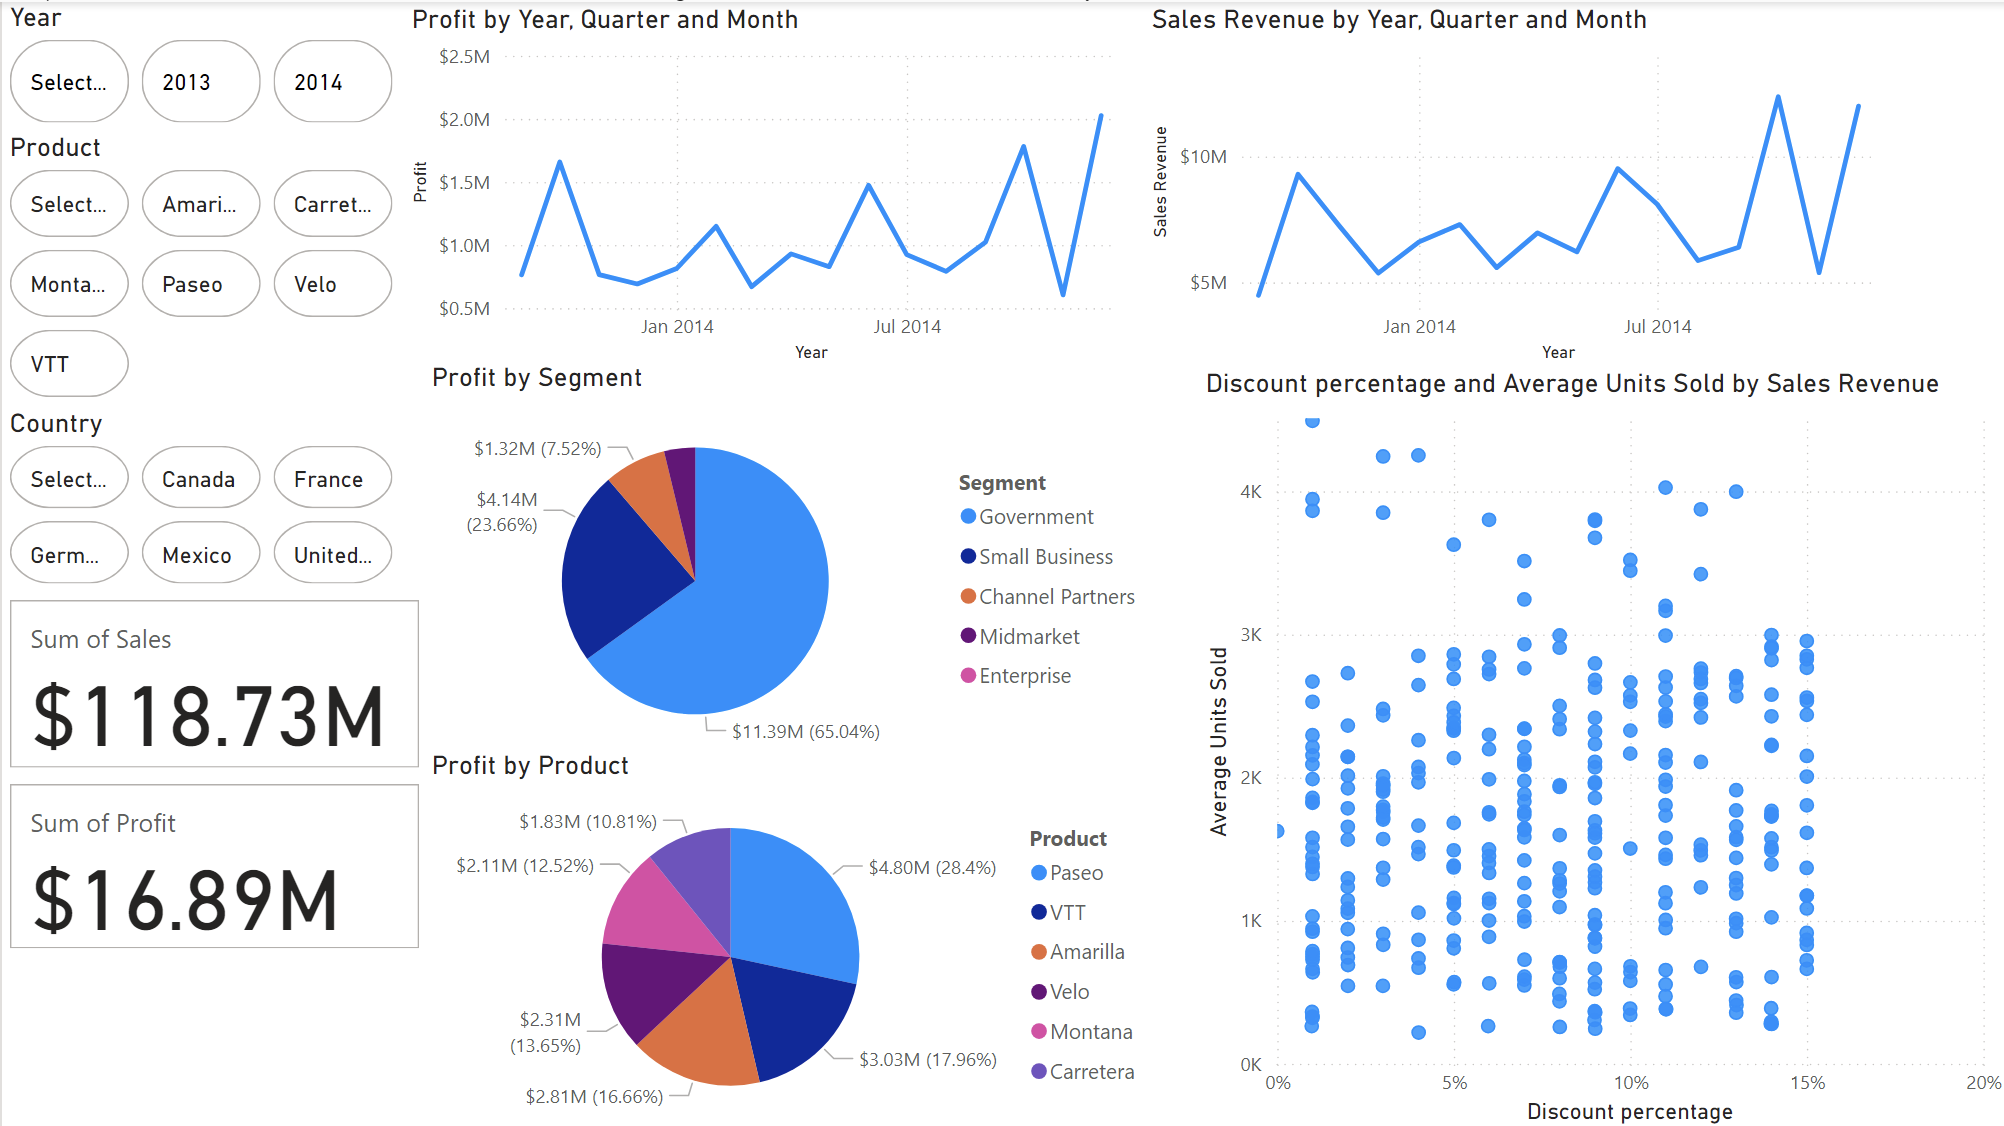 Year
Select...
2013
2014
Product
Select...
Amari...
Carret...
Monta...
Paseo
Velo
VTT
Country
Select...
Canada
France
Germ...
Mexico
United...
Sum of Sales
$118.73M
Sum of Profit
$16.89M
Profit by Year, Quarter and Month
$2.5M
$2.0M
$1.5M
$1.0M
$0.5M
Profit
Jan 2014
Jul 2014
Year
Sales Revenue by Year, Quarter and Month
$10M
$5M
Sales Revenue
Jan 2014
Jul 2014
Year
Profit by Segment
$1.32M (7.52%)
$4.14M
(23.66%)
$11.39M (65.04%)
Segment
Government
Small Business
Channel Partners
Midmarket
Enterprise
Profit by Product
$1.83M (10.81%)
$2.11M (12.52%)
$2.31M
(13.65%)
$2.81M (16.66%)
$4.80M (28.4%)
$3.03M (17.96%)
Product
Paseo
VTT
Amarilla
Velo
Montana
Carretera
Discount percentage and Average Units Sold by Sales Revenue
4K
3K
2K
1K
0K
Average Units Sold
0%
5%
10%
15%
20%
Discount percentage